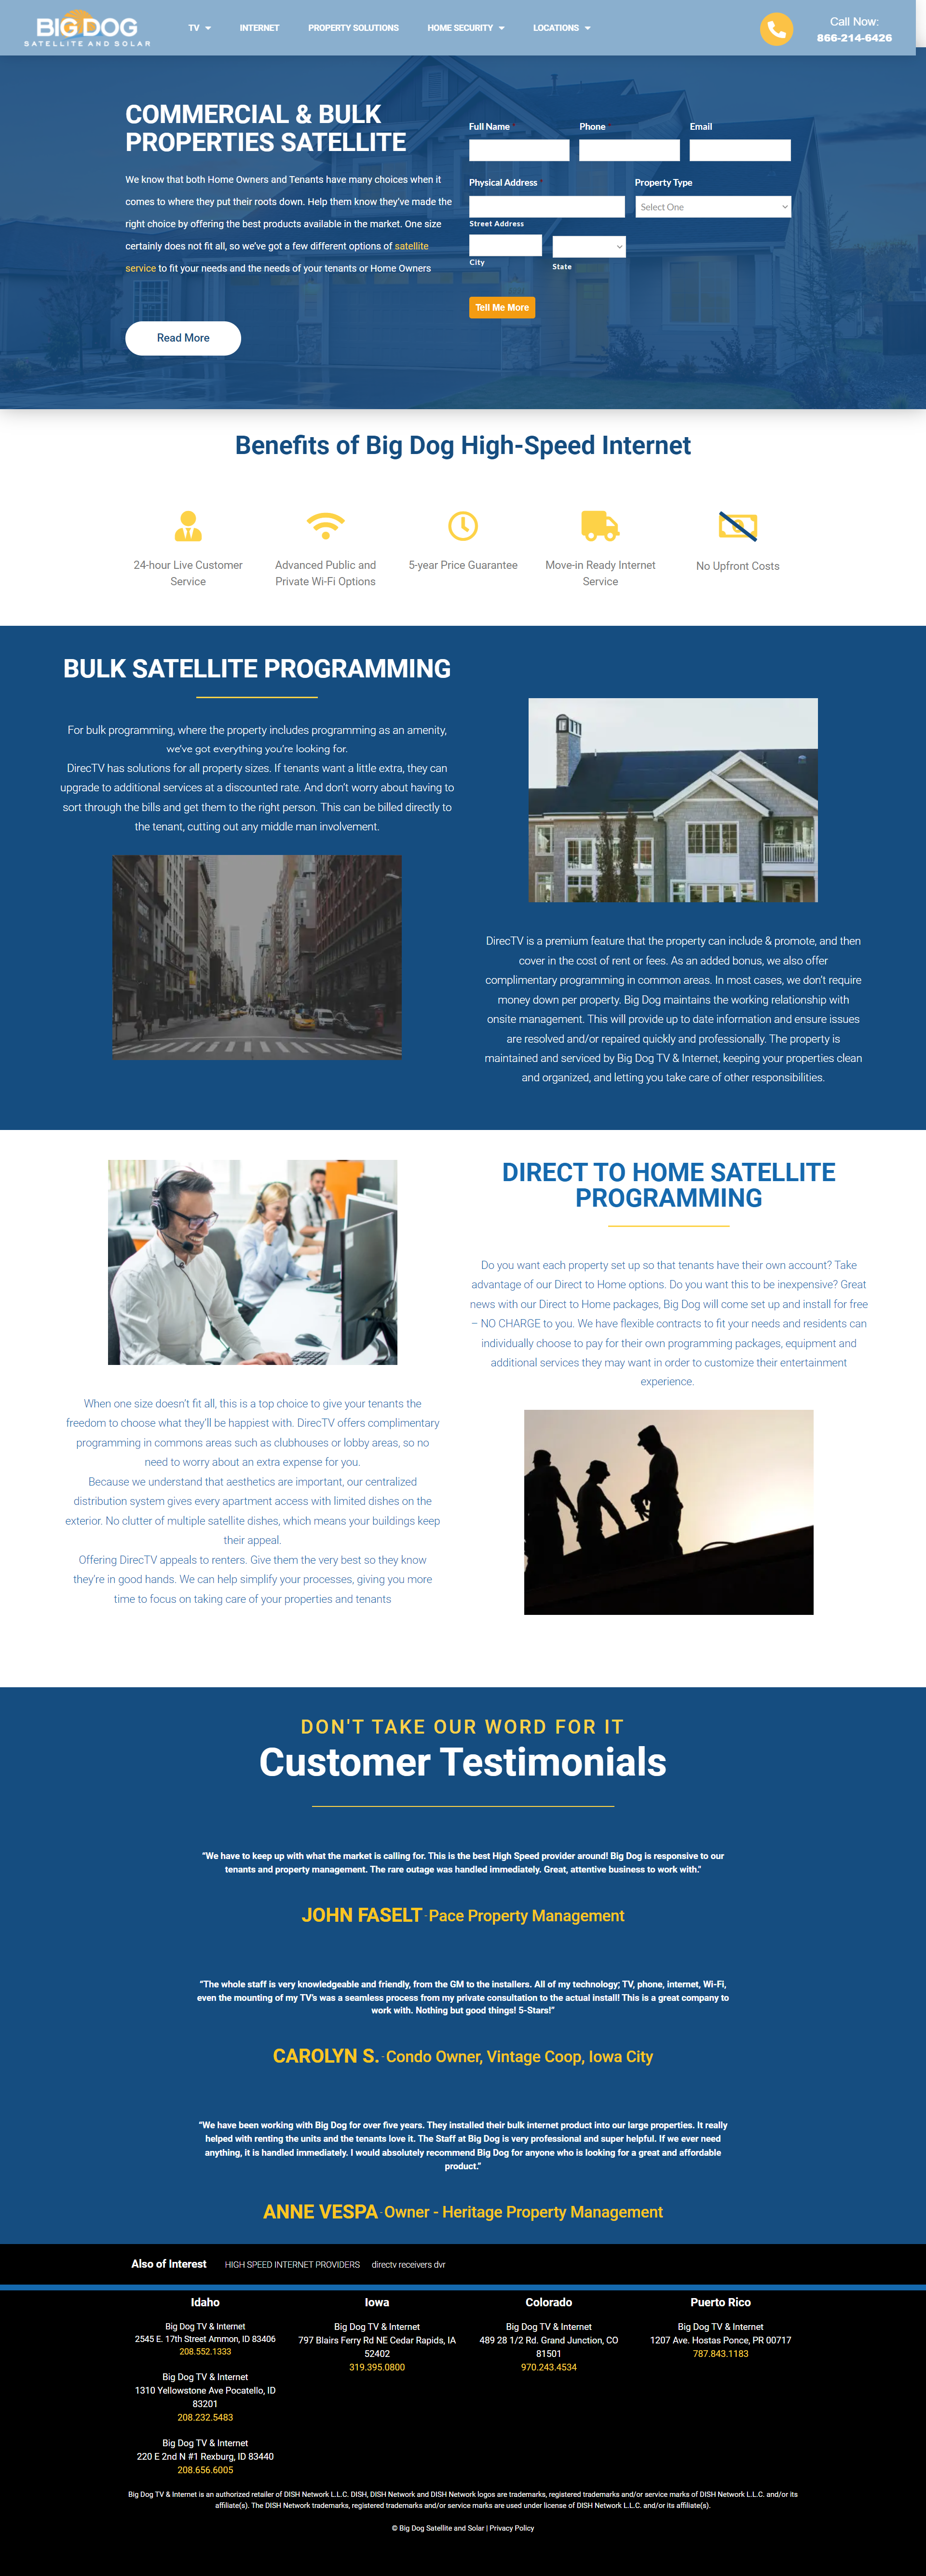 BIG DOG
SATELLITE AND SOLAR
TV
INTERNET
PROPERTY SOLUTIONS
HOME SECURITY
LOCATIONS
Call Now:
866-214-6426
COMMERCIAL & BULK
PROPERTIES SATELLITE
We know that both Home Owners and Tenants have many choices when it
comes to where they put their roots down. Help them know they've made the
right choice by offering the best products available in the market. One size
certainly does not fit all, so we've got a few different options of satellite
service to fit your needs and the needs of your tenants or Home Owners
Read More
Full Name
Phone
Email
Physical Address
Property Type
Select One
Street Address
City
State
Tell Me More
Benefits of Big Dog High-Speed Internet
24-hour Live Customer
Service
Advanced Public and
Private Wi-Fi Options
5-year Price Guarantee
Move-in Ready Internet
Service
No Upfront Costs
BULK SATELLITE PROGRAMMING
For bulk programming, where the property includes programming as an amenity,
we've got everything you're looking for.
DirecTV has solutions for all property sizes. If tenants want a little extra, they can
upgrade to additional services at a discounted rate. And don't worry about having to
sort through the bills and get them to the right person. This can be billed directly to
the tenant, cutting out any middle man involvement.
DirecTV is a premium feature that the property can include & promote, and then
cover in the cost of rent or fees. As an added bonus, we also offer
complimentary programming in common areas. In most cases, we don't require
money down per property. Big Dog maintains the working relationship with
onsite management. This will provide up to date information and ensure issues
are resolved and/or repaired quickly and professionally. The property is
maintained and serviced by Big Dog TV & Internet, keeping your properties clean
and organized, and letting you take care of other responsibilities.
DIRECT TO HOME SATELLITE
PROGRAMMING
Do you want each property set up so that tenants have their own account? Take
advantage of our Direct to Home options. Do you want this to be inexpensive? Great
news with our Direct to Home packages, Big Dog will come set up and install for free
– NO CHARGE to you. We have flexible contracts to fit your needs and residents can
individually choose to pay for their own programming packages, equipment and
additional services they may want in order to customize their entertainment
experience.
When one size doesn't fit all, this is a top choice to give your tenants the
freedom to choose what they'll be happiest with. DirecTV offers complimentary
programming in commons areas such as clubhouses or lobby areas, so no
need to worry about an extra expense for you.
Because we understand that aesthetics are important, our centralized
distribution system gives every apartment access with limited dishes on the
exterior. No clutter of multiple satellite dishes, which means your buildings keep
their appeal.
Offering DirecTV appeals to renters. Give them the very best so they know
they're in good hands. We can help simplify your processes, giving you more
time to focus on taking care of your properties and tenants
DON'T TAKE OUR WORD FOR IT
Customer Testimonials
"We have to keep up with what the market is calling for. This is the best High Speed provider around! Big Dog is responsive to our
tenants and property management. The rare outage was handled immediately. Great, attentive business to work with."
JOHN FASELT - Pace Property Management
"The whole staff is very knowledgeable and friendly, from the GM to the installers. All of my technology; TV, phone, internet, Wi-Fi,
even the mounting of my TV's was a seamless process from my private consultation to the actual install! This is a great company to
work with. Nothing but good things! 5-Stars!"
CAROLYN S. - Condo Owner, Vintage Coop, Iowa City
"We have been working with Big Dog for over five years. They installed their bulk internet product into our large properties. It really
helped with renting the units and the tenants love it. The Staff at Big Dog is very professional and super helpful. If we ever need
anything, it is handled immediately. I would absolutely recommend Big Dog for anyone who is looking for a great and affordable
product."
ANNE VESPA - Owner - Heritage Property Management
Also of Interest
HIGH SPEED INTERNET PROVIDERS
directv receivers dvr
Idaho
Big Dog TV & Internet
2545 E. 17th Street Ammon, ID 83406
208.552.1333
Big Dog TV & Internet
1310 Yellowstone Ave Pocatello, ID
83201
208.232.5483
Big Dog TV & Internet
220 E 2nd N #1 Rexburg, ID 83440
208.656.6005
Iowa
Big Dog TV & Internet
797 Blairs Ferry Rd NE Cedar Rapids, IA
52402
319.395.0800
Colorado
Big Dog TV & Internet
489 28 1/2 Rd. Grand Junction, CO
81501
970.243.4534
Puerto Rico
Big Dog TV & Internet
1207 Ave. Hostas Ponce, PR 00717
787.843.1183
Big Dog TV & Internet is an authorized retailer of DISH Network L.L.C. DISH, DISH Network and DISH Network logos are trademarks, registered trademarks and/or service marks of DISH Network L.L.C. and/or its
affiliate(s). The DISH Network trademarks, registered trademarks and/or service marks are used under license of DISH Network L.L.C. and/or its affiliate(s).
© Big Dog Satellite and Solar | Privacy Policy